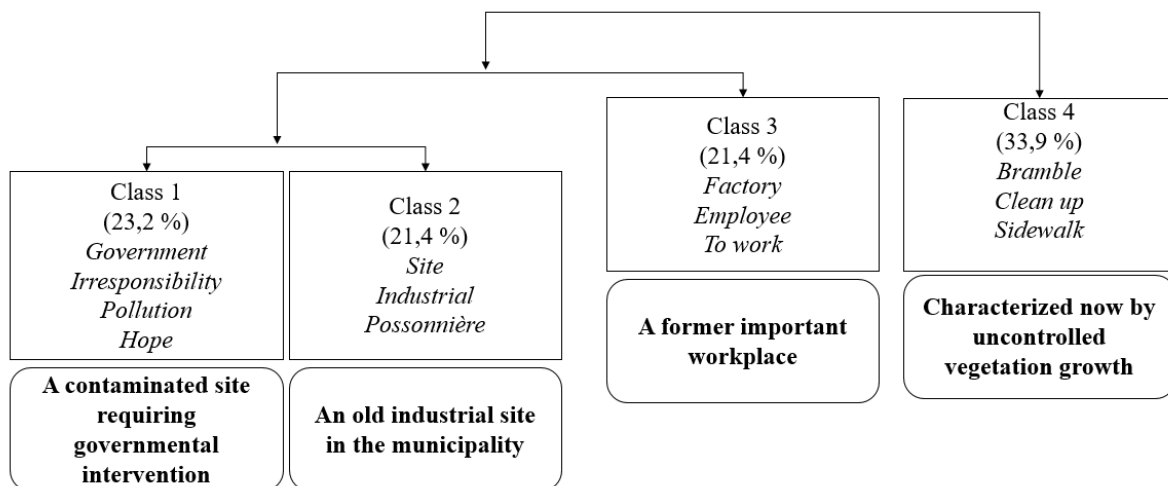 Class 1
(23,2 %)
Government
Irresponsibility
Pollution
Hope
A contaminated site
requiring
governmental
intervention
Class 2
(21,4 %)
Site
Industrial
Possonnière
An old industrial site
in the municipality
Class 3
(21,4 %)
Factory
Employee
To work
A former important
workplace
Class 4
(33,9 %)
Bramble
Clean up
Sidewalk
Characterized now by
uncontrolled
vegetation growth